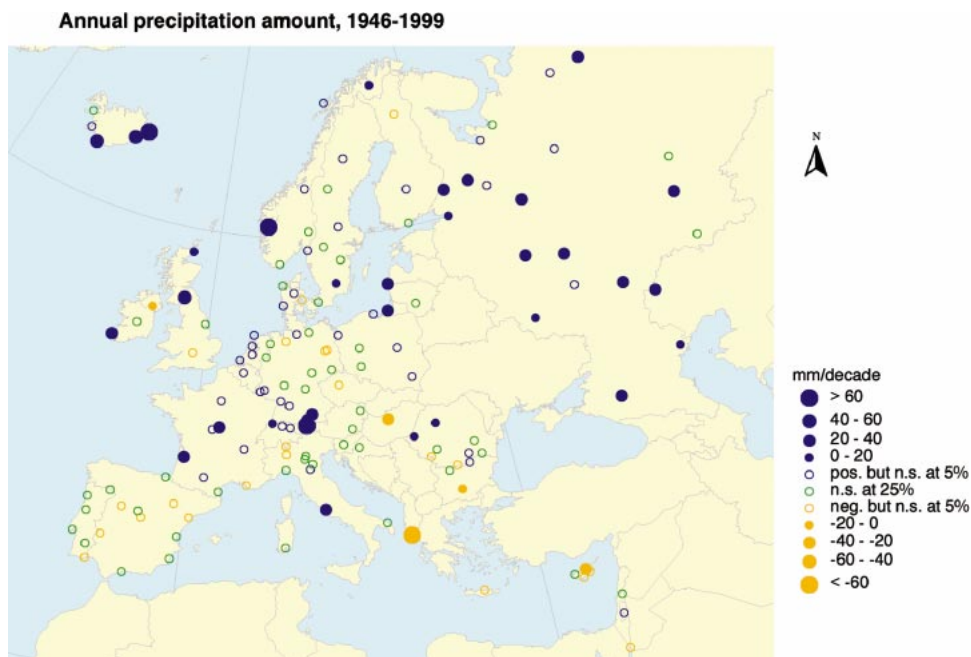 Annual precipitation amount, 1946-1999
N
mm/decade
> 60
40 - 60
20 - 40
0 - 20
pos. but n.s. at 5%
n.s. at 25%
neg. but n.s. at 5%
-20 - 0
-40 - -20
-60 - -40
< -60